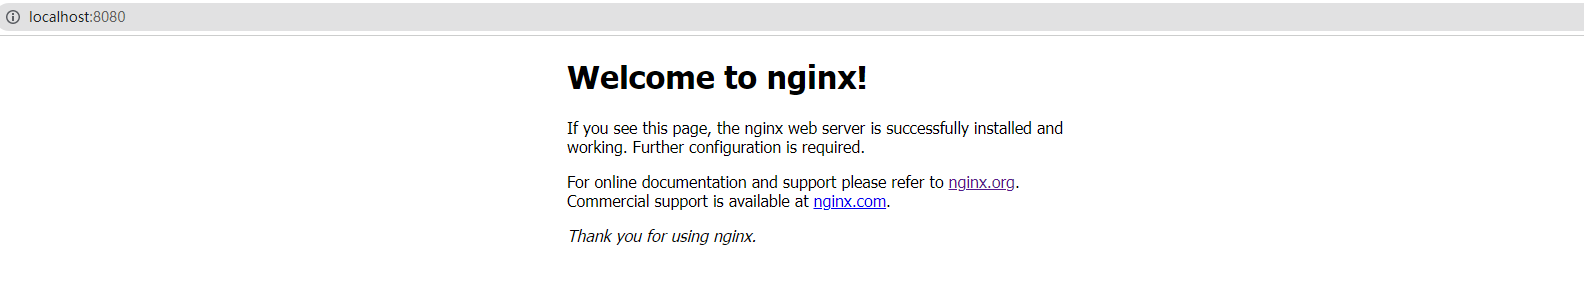 localhost:8080
Welcome to nginx!
If you see this page, the nginx web server is successfully installed and
working. Further configuration is required.
For online documentation and support please refer to nginx.org.
Commercial support is available at nginx.com.
Thank you for using nginx.